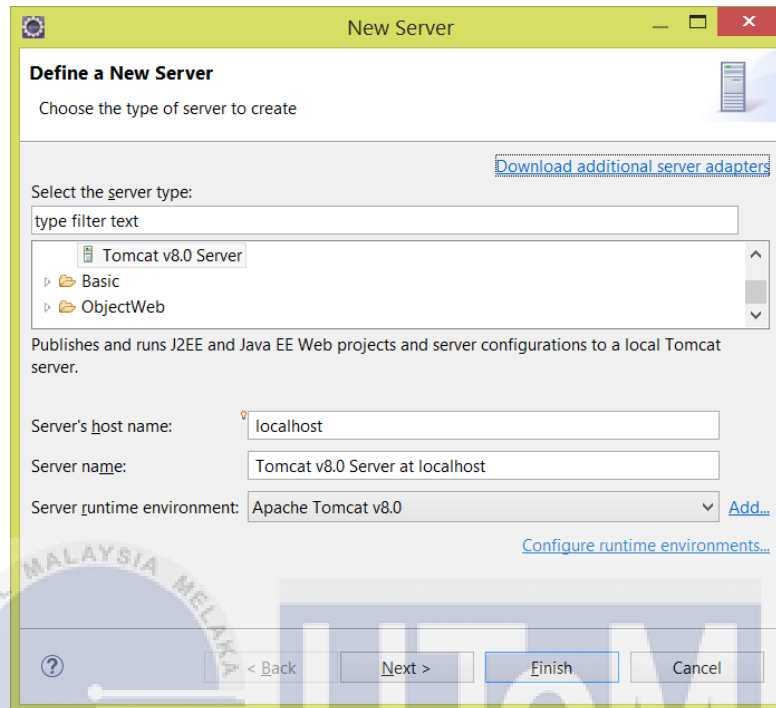 New Server
Define a New Server
Choose the type of server to create
Download additional server adapters
Select the server type:
type filter text
Tomcat v8.0 Server
Basic
ObjectWeb
Publishes and runs J2EE and Java EE Web projects and server configurations to a local Tomcat
server.
Server's host name: localhost
Server name: Tomcat v8.0 Server at localhost
Server runtime environment: Apache Tomcat v8.0 Add...
Configure runtime environments...
MALAYSIA MELAKA
< Back Next > Finish Cancel